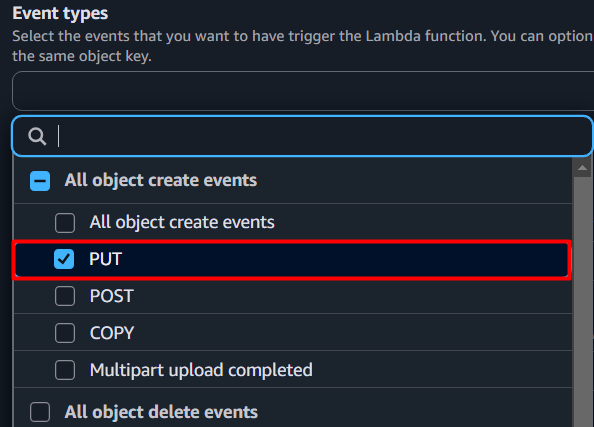 Event types
Select the events that you want to have trigger the Lambda function. You can option
the same object key.
All object create events
All object create events
PUT
POST
COPY
Multipart upload completed
All object delete events